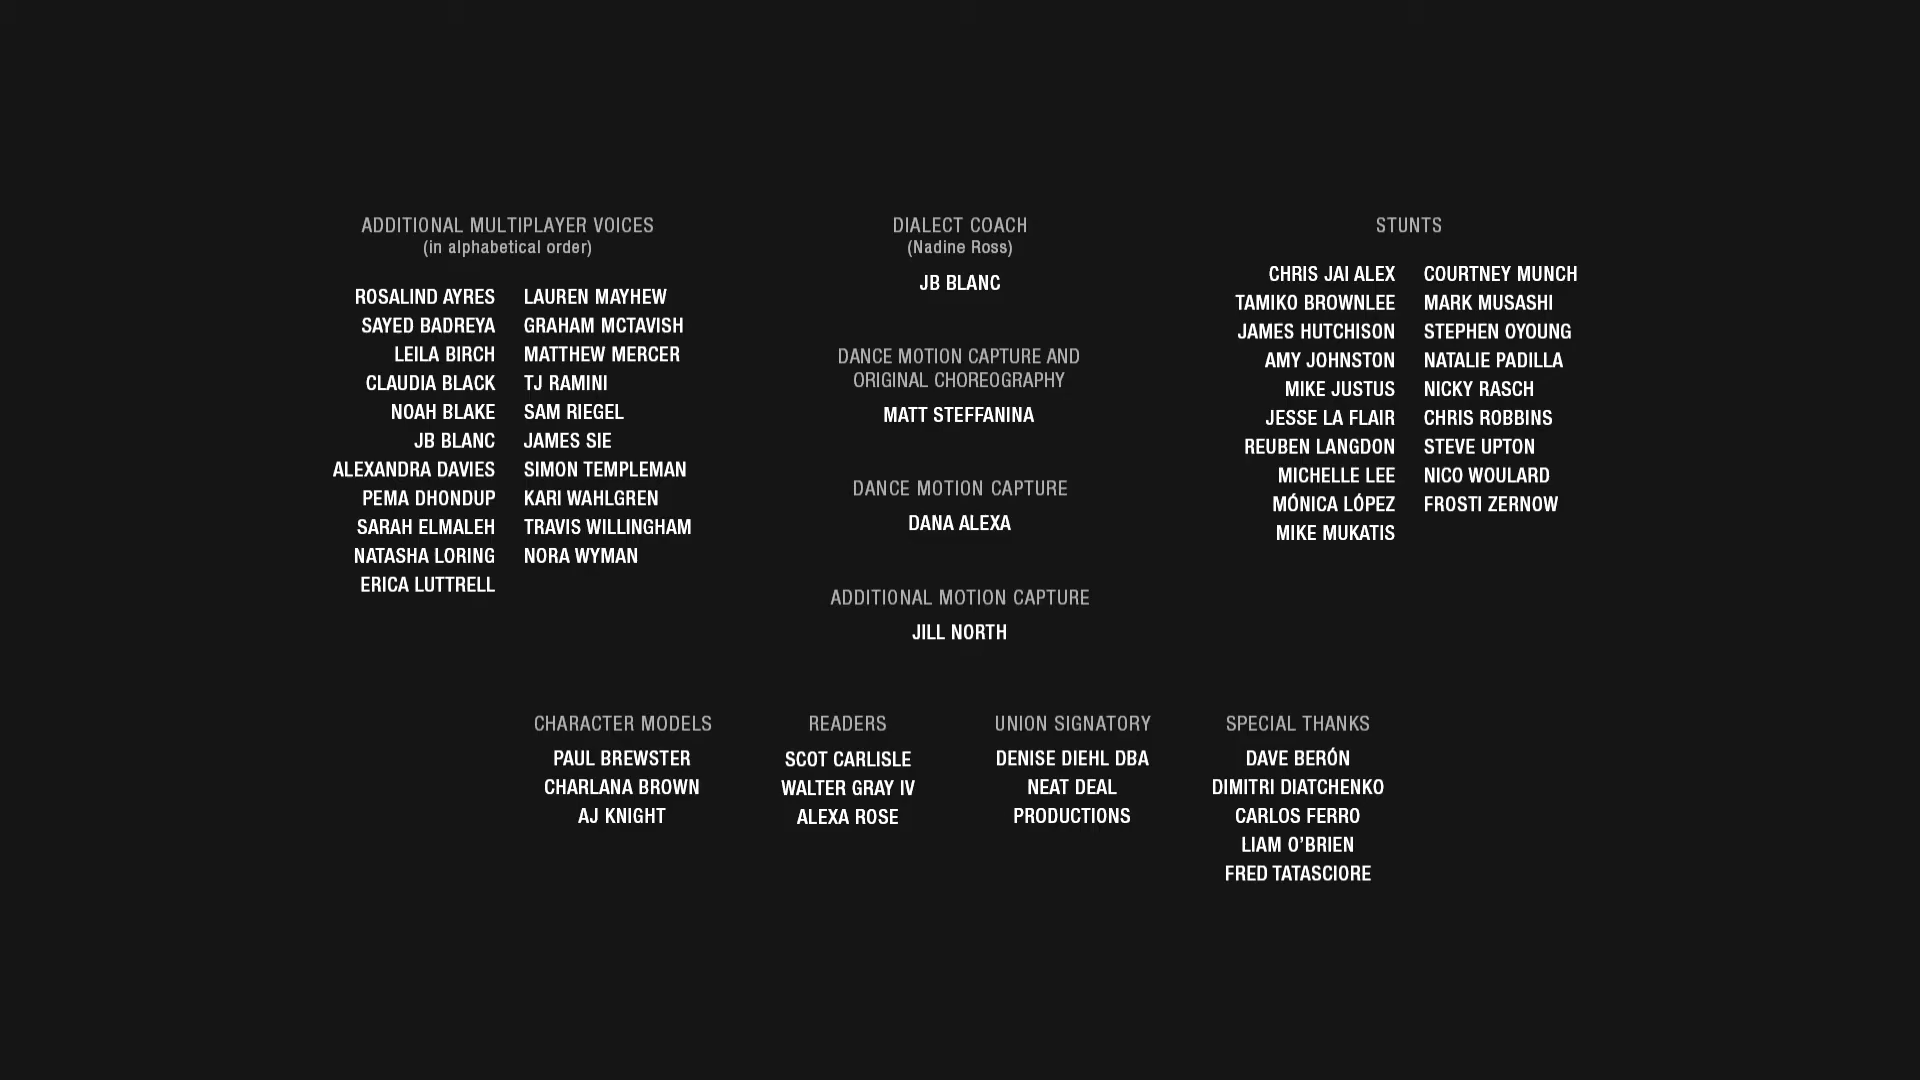 ADDITIONAL MULTIPLAYER VOICES
(in alphabetical order)
ROSALIND AYRES
SAYED BADREYA
LEILA BIRCH
CLAUDIA BLACK
NOAH BLAKE
JB BLANC
ALEXANDRA DAVIES
PEMA DHONDUP
SARAH ELMALEH
NATASHA LORING
ERICA LUTTRELL
LAUREN MAYHEW
GRAHAM MCTAVISH
MATTHEW MERCER
TJ RAMINI
SAM RIEGEL
JAMES SIE
SIMON TEMPLEMAN
KARI WAHLGREN
TRAVIS WILLINGHAM
NORA WYMAN
DIALECT COACH
(Nadine Ross)
JB BLANC
DANCE MOTION CAPTURE AND
ORIGINAL CHOREOGRAPHY
MATT STEFFANINA
DANCE MOTION CAPTURE
DANA ALEXA
ADDITIONAL MOTION CAPTURE
JILL NORTH
STUNTS
CHRIS JAI ALEX
TAMIKO BROWNLEE
JAMES HUTCHISON
AMY JOHNSTON
MIKE JUSTUS
JESSE LA FLAIR
REUBEN LANGDON
MICHELLE LEE
MÓNICA LÓPEZ
MIKE MUKATIS
COURTNEY MUNCH
MARK MUSASHI
STEPHEN OYOUNG
NATALIE PADILLA
NICKY RASCH
CHRIS ROBBINS
STEVE UPTON
NICO WOULARD
FROSTI ZERNOW
CHARACTER MODELS
PAUL BREWSTER
CHARLANA BROWN
AJ KNIGHT
READERS
SCOT CARLISLE
WALTER GRAY IV
ALEXA ROSE
UNION SIGNATORY
DENISE DIEHL DBA
NEAT DEAL
PRODUCTIONS
SPECIAL THANKS
DAVE BERÓN
DIMITRI DIATCHENKO
CARLOS FERRO
LIAM O’BRIEN
FRED TATASCIORE